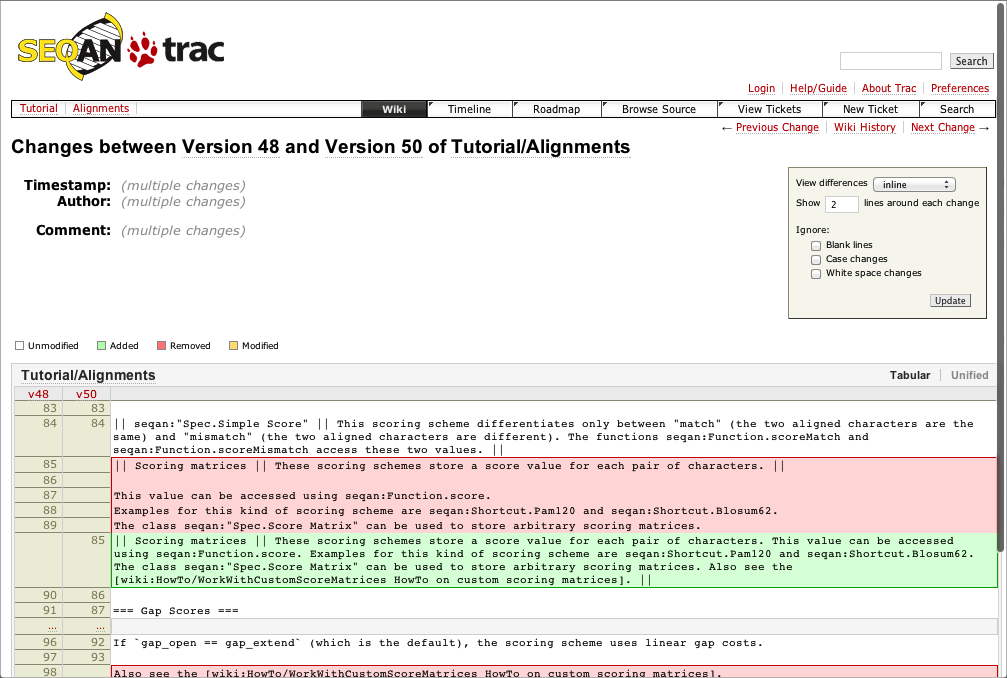 SEQAN trac
Search
Login Help/Guide About Trac Preferences
Tutorial Alignments Wiki Timeline Roadmap Browse Source View Tickets New Ticket Search
← Previous Change Wiki History Next Change →
Changes between Version 48 and Version 50 of Tutorial/Alignments
Timestamp: (multiple changes)
Author: (multiple changes)
Comment: (multiple changes)
View differences inline
Show 2 lines around each change
Ignore:
Blank lines
Case changes
White space changes
Update
Unmodified Added Removed Modified
Tutorial/Alignments Tabular Unified
v48 v50
83 83
84 84 || seqan:"Spec.Simple Score" || This scoring scheme differentiates only between "match" (the two aligned characters are the
same) and "mismatch" (the two aligned characters are different). The functions seqan:Function.scoreMatch and
seqan:Function.scoreMismatch access these two values. ||
85 || Scoring matrices || These scoring schemes store a score value for each pair of characters. ||
86
87 This value can be accessed using seqan:Function.score.
88 Examples for this kind of scoring scheme are seqan:Shortcut.Pam120 and seqan:Shortcut.Blosum62.
89 The class seqan:"Spec.Score Matrix" can be used to store arbitrary scoring matrices.
85 || Scoring matrices || These scoring schemes store a score value for each pair of characters. This value can be accessed
using seqan:Function.score. Examples for this kind of scoring scheme are seqan:Shortcut.Pam120 and seqan:Shortcut.Blosum62.
The class seqan:"Spec.Score Matrix" can be used to store arbitrary scoring matrices. Also see the
[wiki:HowTo/WorkWithCustomScoreMatrices HowTo on custom scoring matrices]. ||
90 86
91 87 === Gap Scores ===
… …
96 92 If `gap_open == gap_extend` (which is the default), the scoring scheme uses linear gap costs.
97 93
98 Also see the [wiki:HowTo/WorkWithCustomScoreMatrices HowTo on custom scoring matrices].